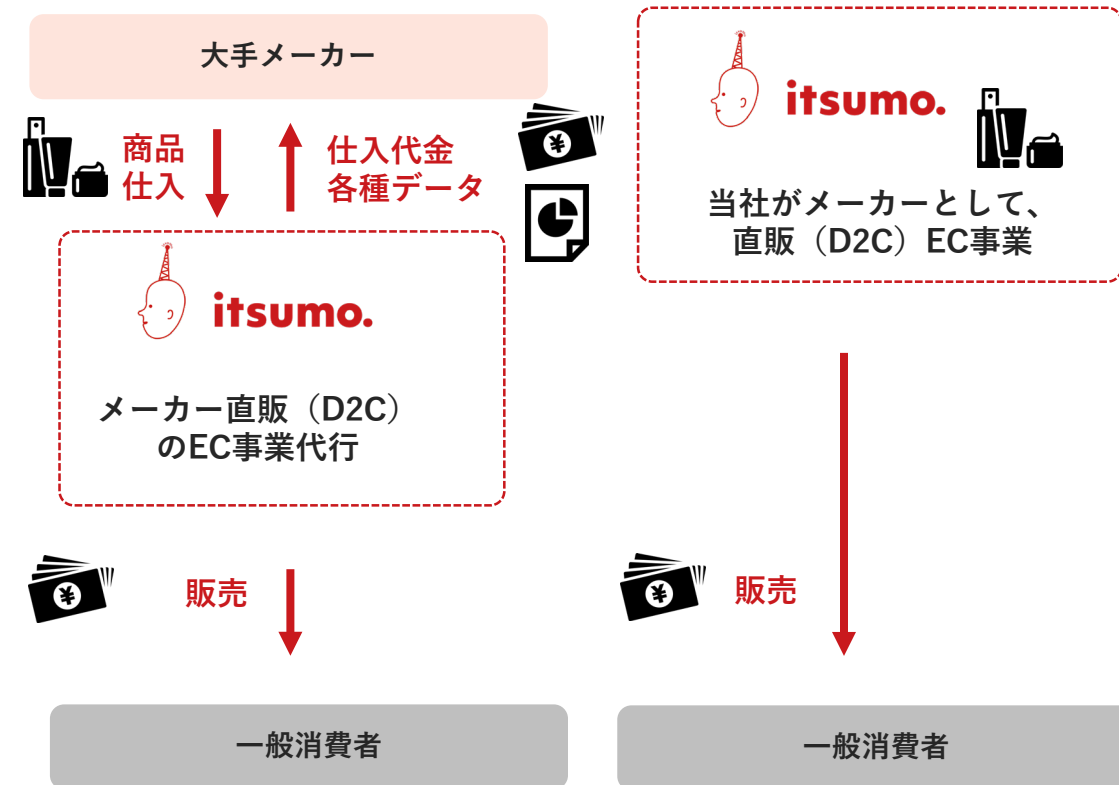 大手メーカー
商品
仕入
仕入代金
各種データ
¥
itsumo.
メーカー直販（D2C）
のEC事業代行
¥
販売
一般消費者
itsumo.
当社がメーカーとして、
直販（D2C）EC事業
¥
販売
一般消費者